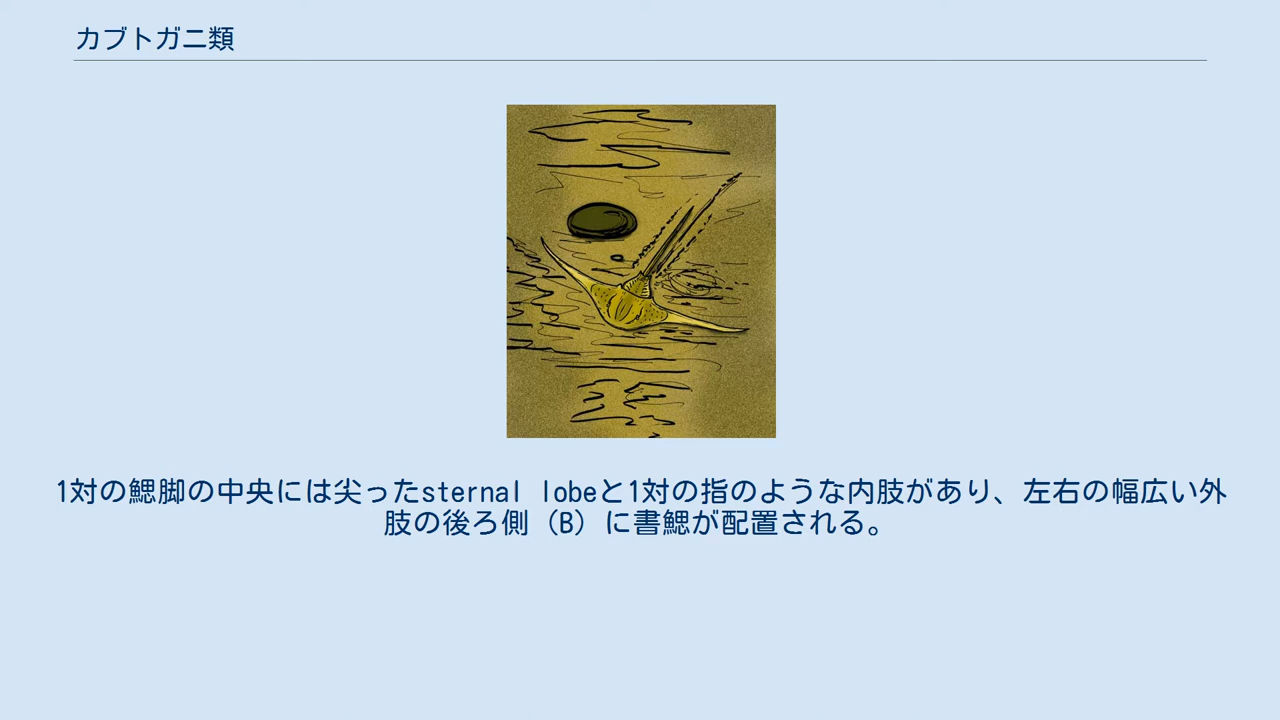 カブトガニ類
1対の鰓脚の中央には尖ったsternal lobeと1対の指のような内肢があり、左右の幅広い外
肢の後ろ側（B）に書鰓が配置される。